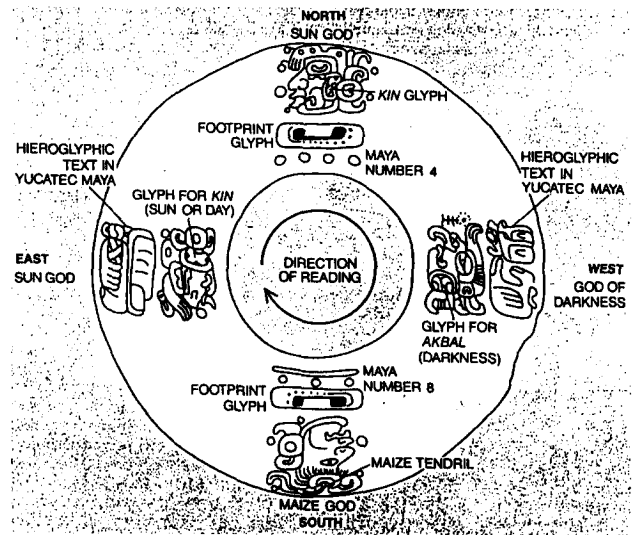 NORTH
SUN GOD
KIN GLYPH
FOOTPRINT
GLYPH
MAYA
NUMBER 4
HIEROGLYPHIC
TEXT IN
YUCATEC MAYA
GLYPH FOR KIN
(SUN OR DAY)
HIEROGLYPHIC
TEXT IN
YUCATEC MAYA
EAST
SUN GOD
DIRECTION
OF READING
WEST
GOD OF
DARKNESS
GLYPH FOR
AKBAL
(DARKNESS)
MAYA
NUMBER 8
FOOTPRINT
GLYPH
MAIZE TENDRIL
MAIZE GOD
SOUTH